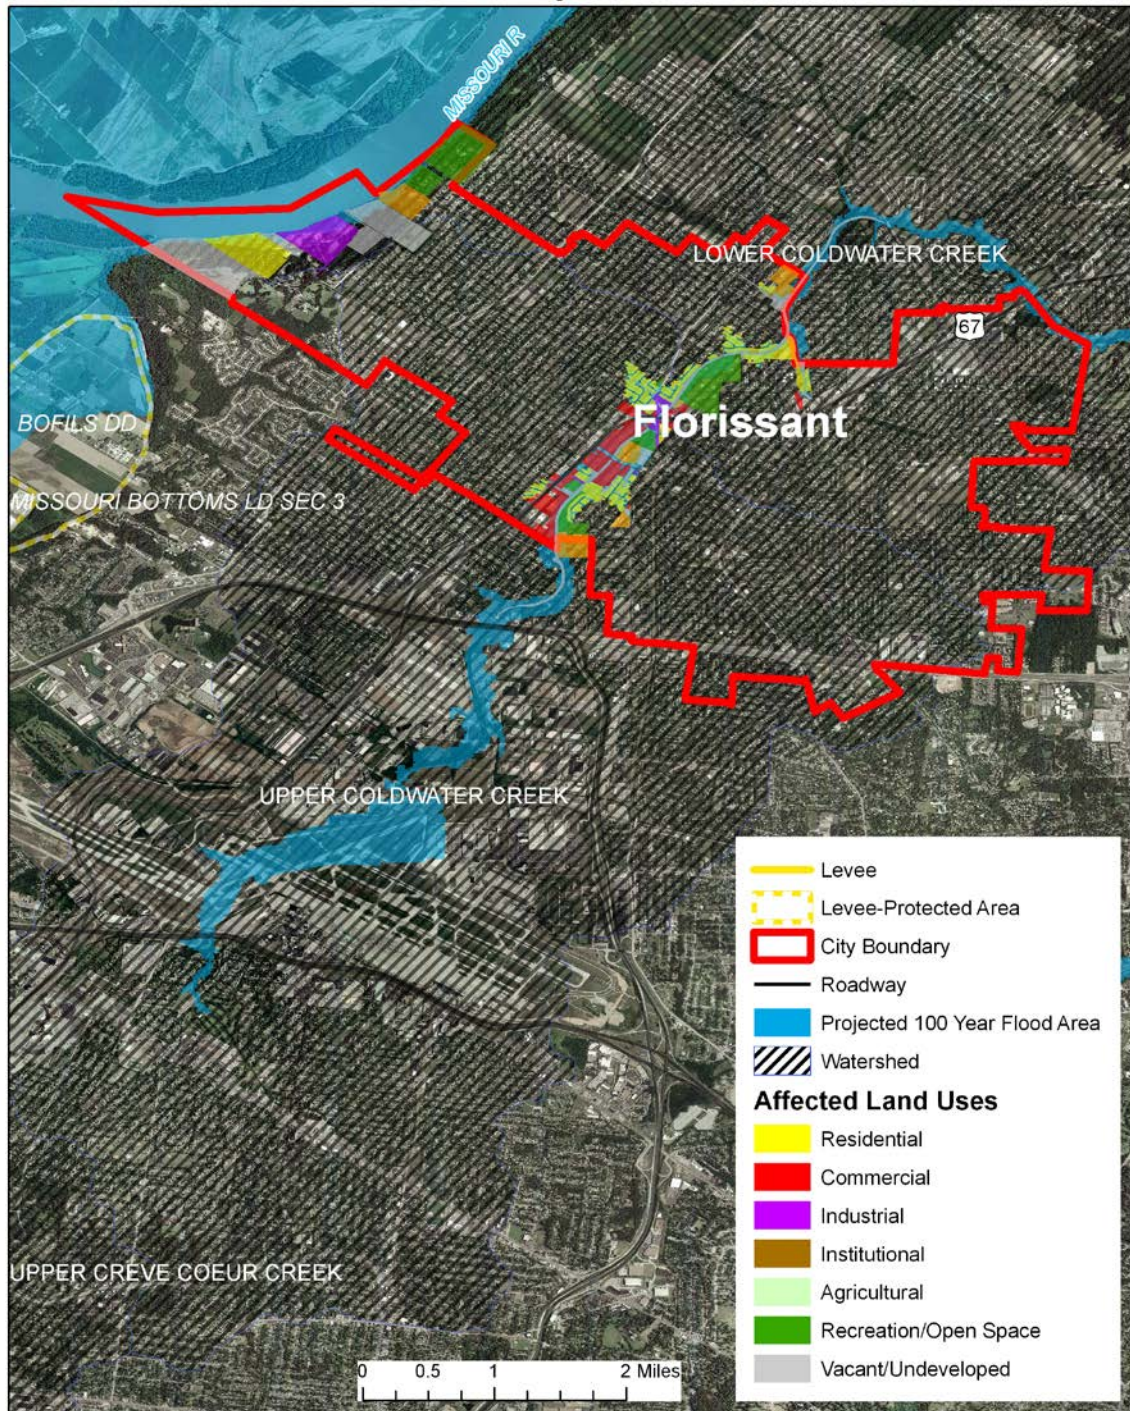 MISSOURI R
LOWER COLDWATER CREEK
67
Florissant
BOFILS DD
MISSOURI BOTTOMS LD SEC 3
UPPER COLDWATER CREEK
UPPER CREVE COEUR CREEK
Levee
Levee-Protected Area
City Boundary
Roadway
Projected 100 Year Flood Area
Watershed
Affected Land Uses
Residential
Commercial
Industrial
Institutional
Agricultural
Recreation/Open Space
Vacant/Undeveloped
0 0.5 1 2 Miles